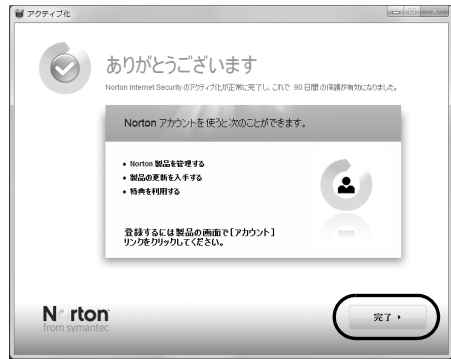 アクティブ化
ありがとうございます
Norton Internet Security のアクティブ化が正常に完了し、これで 90 日間 の保護が有効になりました。
Norton アカウントを使うと次のことができます。
• Norton 製品を管理する
• 製品の更新を入手する
• 特典を利用する
登録するには製品の画面で[アカウント]
リンクをクリックしてください。
Norton
from symantec
完了